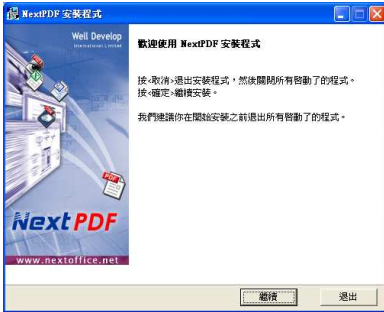 NextPDF 安裝程式
Well Develop
International Limited
歡迎使用 NextPDF 安裝程式
按<取消>退出安裝程式，然後關閉所有啓動了的程式。
按<確定>繼續安裝。
我們建議你在開始安裝之前退出所有啓動了的程式。
PDF
NextPDF
www.nextoffice.net
繼續
退出